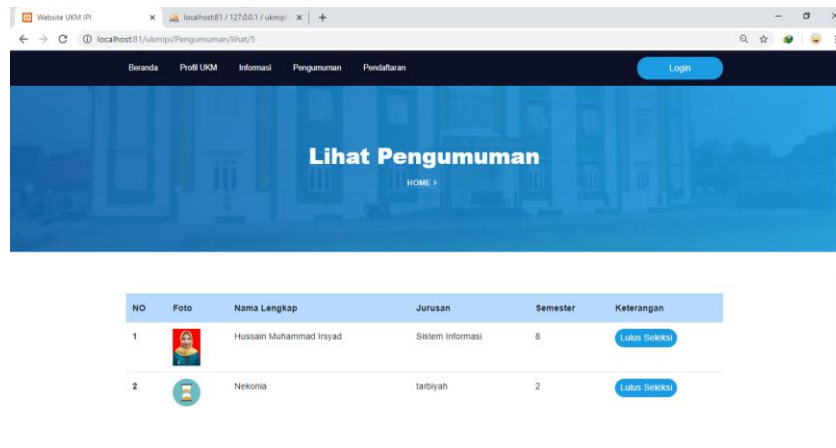 Website UKM IPI
localhost:81 / 127.0.0.1 / ukmipi
localhost:81/ukmipi/Pengumuman/lihat/5
Beranda Profil UKM Informasi Pengumuman Pendaftaran Login
Lihat Pengumuman
HOME >
NO Foto Nama Lengkap Jurusan Semester Keterangan
1 Hussain Muhammad Irsyad Sistem Informasi 8 Lulus Seleksi
2 Nekonia tarbiyah 2 Lulus Seleksi